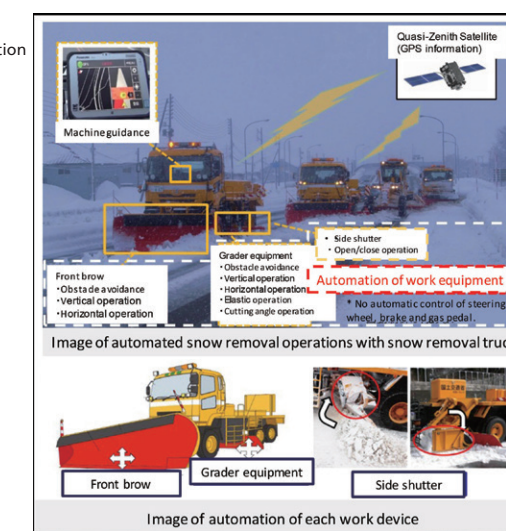 tion
Quasi-Zenith Satellite
(GPS information)
Machine guidance
• Side shutter
• Open/close operation
Grader equipment
•Obstacle avoidance
•Vertical operation
•Horizontal operation
•Elastic operation
•Cutting angle operation
Front brow
•Obstacle avoidance
•Vertical operation
•Horizontal operation
Automation of work equipment
* No automatic control of steering
wheel, brake and gas pedal.
Image of automated snow removal operations with snow removal truc
Front brow
Grader equipment
Side shutter
Image of automation of each work device